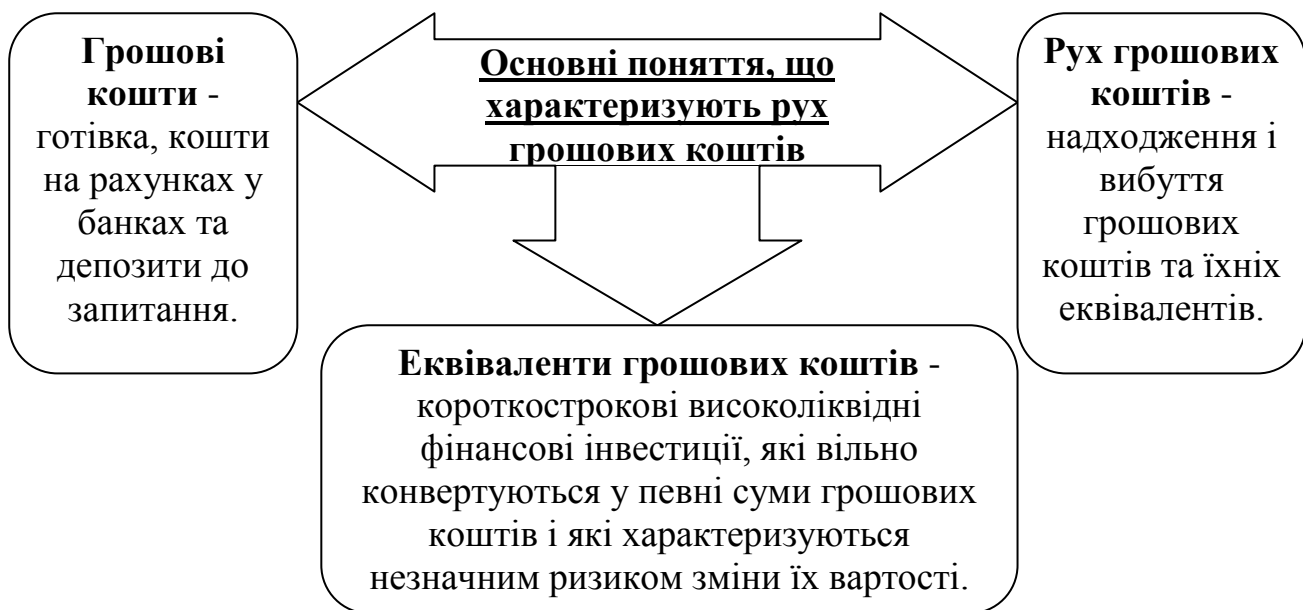 Грошові
кошти -
готівка, кошти
на рахунках у
банках та
депозити до
запитання.
Основні поняття, що
характеризують рух
грошових коштів
Рух грошових
коштів -
надходження і
вибуття
грошових
коштів та їхніх
еквівалентів.
Еквіваленти грошових коштів -
короткострокові високоліквідні
фінансові інвестиції, які вільно
конвертуються у певні суми грошових
коштів і які характеризуються
незначним ризиком зміни їх вартості.